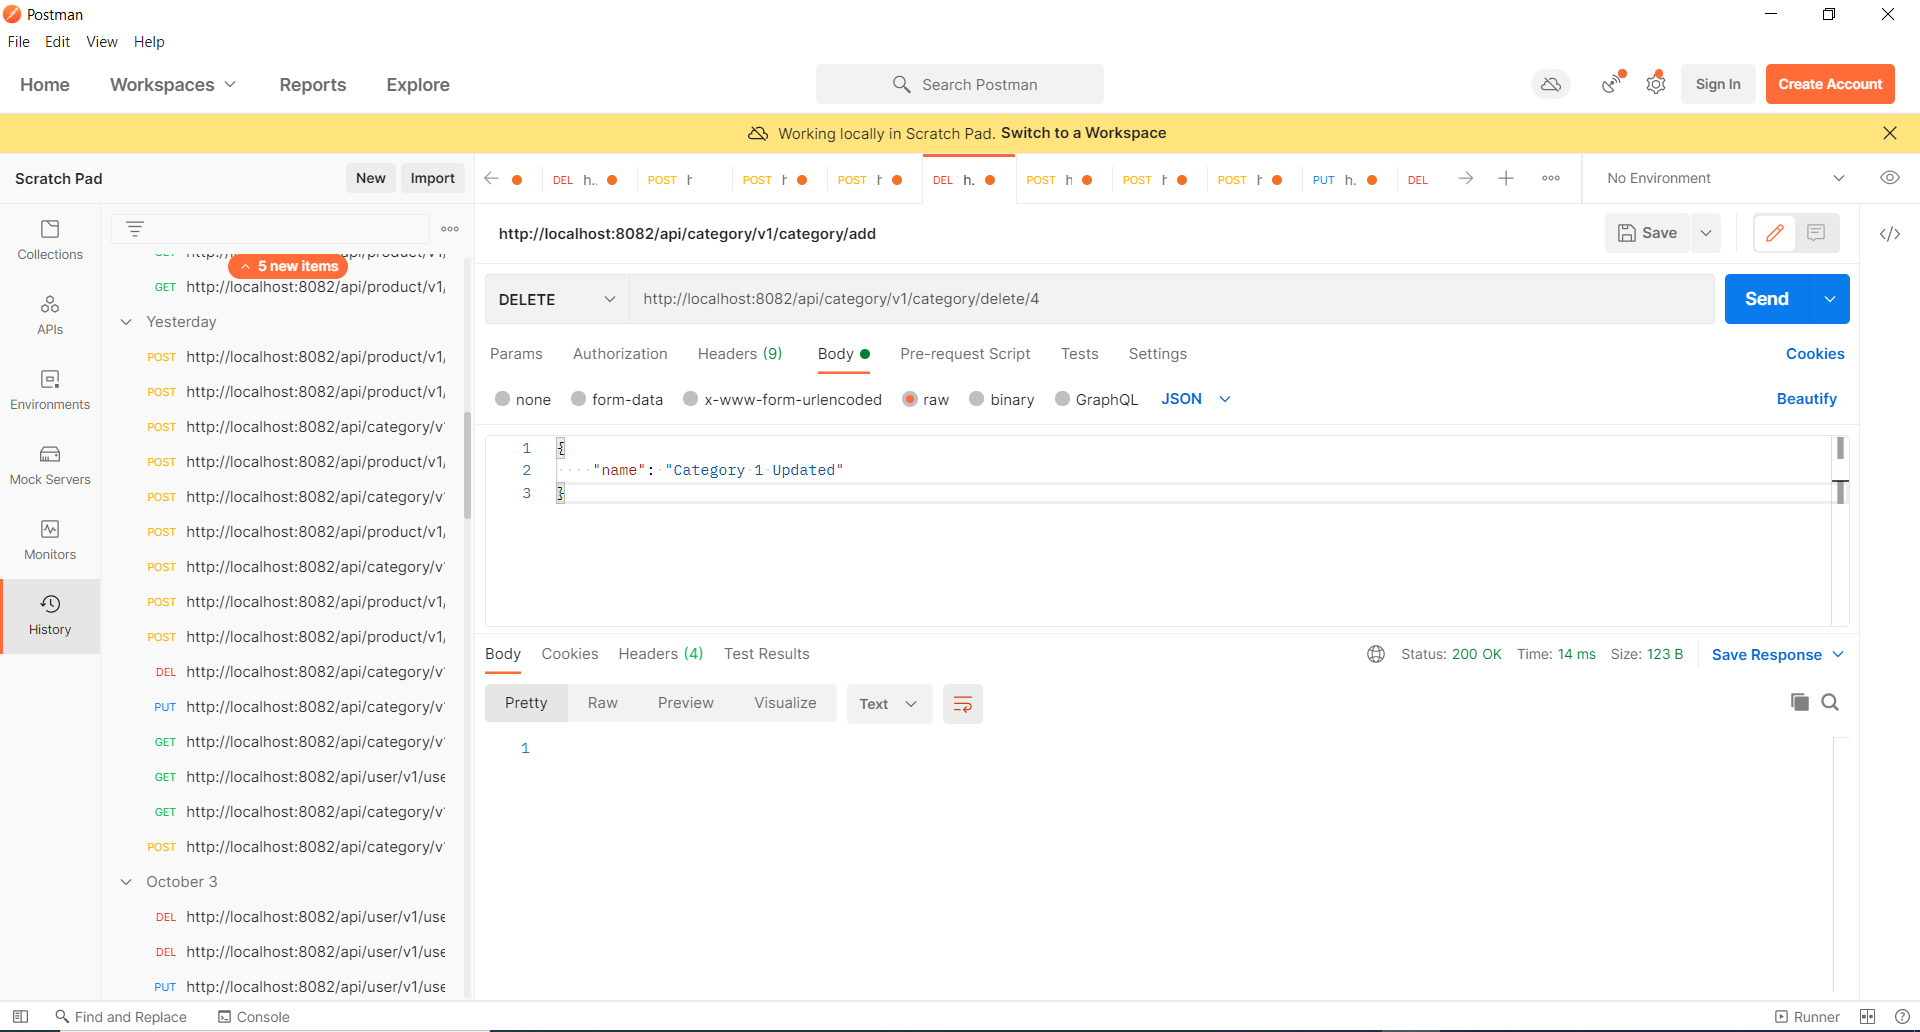 Postman
File Edit View Help
Home Workspaces Reports Explore Search Postman Sign In Create Account
Working locally in Scratch Pad. Switch to a Workspace
Scratch Pad New Import
DEL h.. POST POST POST DEL h. POST POST POST PUT h. DEL No Environment
Collections
APIs
Environments
Mock Servers
Monitors
History
5 new items
GET http://localhost:8082/api/product/v1/
Yesterday
POST http://localhost:8082/api/product/v1/
POST http://localhost:8082/api/product/v1/
POST http://localhost:8082/api/category/v
POST http://localhost:8082/api/product/v1/
POST http://localhost:8082/api/category/v
POST http://localhost:8082/api/product/v1/
POST http://localhost:8082/api/category/v
POST http://localhost:8082/api/product/v1/
POST http://localhost:8082/api/product/v1/
DEL http://localhost:8082/api/category/v
PUT http://localhost:8082/api/category/v
GET http://localhost:8082/api/category/v
GET http://localhost:8082/api/user/v1/use
GET http://localhost:8082/api/category/v
POST http://localhost:8082/api/category/v
October 3
DEL http://localhost:8082/api/user/v1/use
DEL http://localhost:8082/api/user/v1/use
PUT http://localhost:8082/api/user/v1/use
http://localhost:8082/api/category/v1/category/add Save
DELETE http://localhost:8082/api/category/v1/category/delete/4 Send
Params Authorization Headers (9) Body Pre-request Script Tests Settings Cookies
none form-data x-www-form-urlencoded raw binary GraphQL JSON Beautify
1 {
2 "name": "Category 1 Updated"
3 }
Body Cookies Headers (4) Test Results Status: 200 OK Time: 14 ms Size: 123 B Save Response
Pretty Raw Preview Visualize Text
1
Find and Replace Console Runner